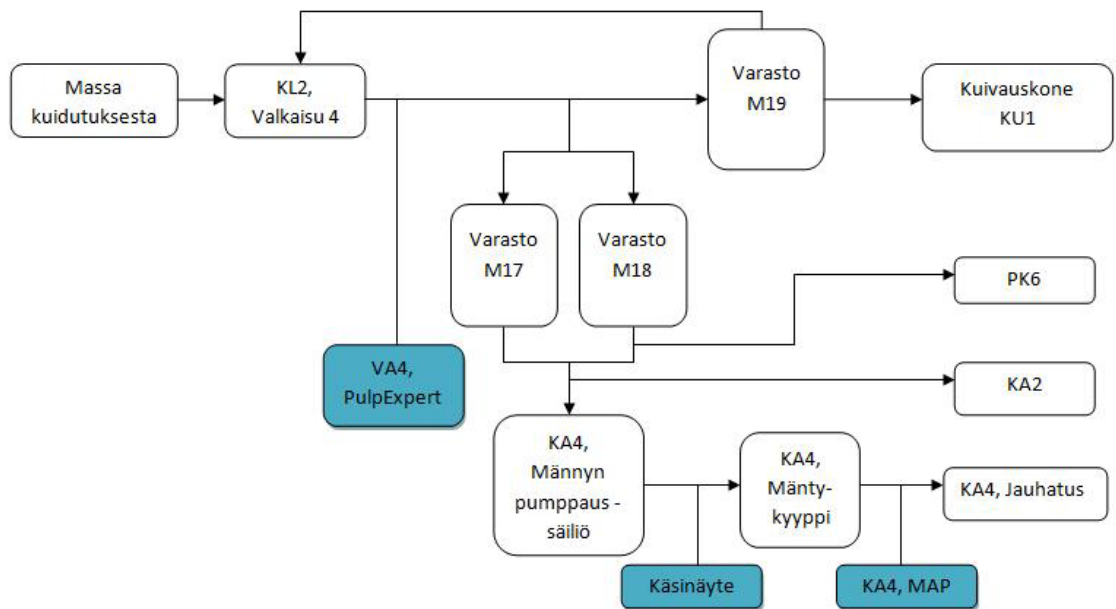 Massa
kuidutuksesta
KL2,
Valkaisu 4
Varasto
M19
Kuivauskone
KU1
Varasto
M17
Varasto
M18
PK6
VA4,
PulpExpert
KA2
KA4,
Männyn
pumppaus -
säiliö
KA4,
Mänty-
kyyppi
KA4, Jauhatus
Käsinäyte
KA4, MAP